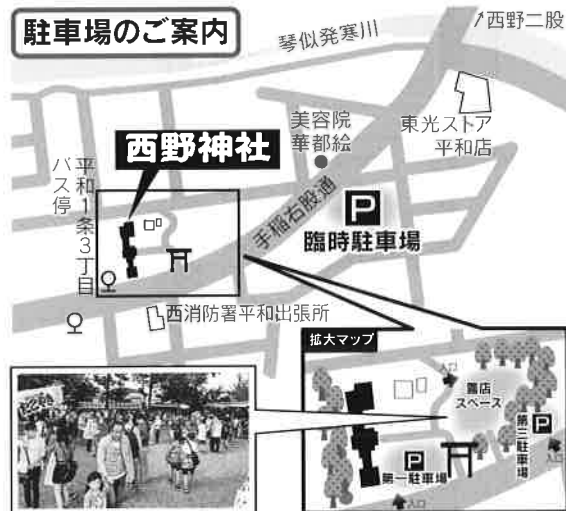 駐車場のご案内
琴似発寒川
西野二股
東光ストア
平和店
美容院
華都絵
西野神社
バス停
平和1条3丁目
手稲右股通
P
臨時駐車場
西消防署平和出張所
拡大マップ
入口
露店
スペース
P
第一駐車場
入口
P
第二駐車場
入口